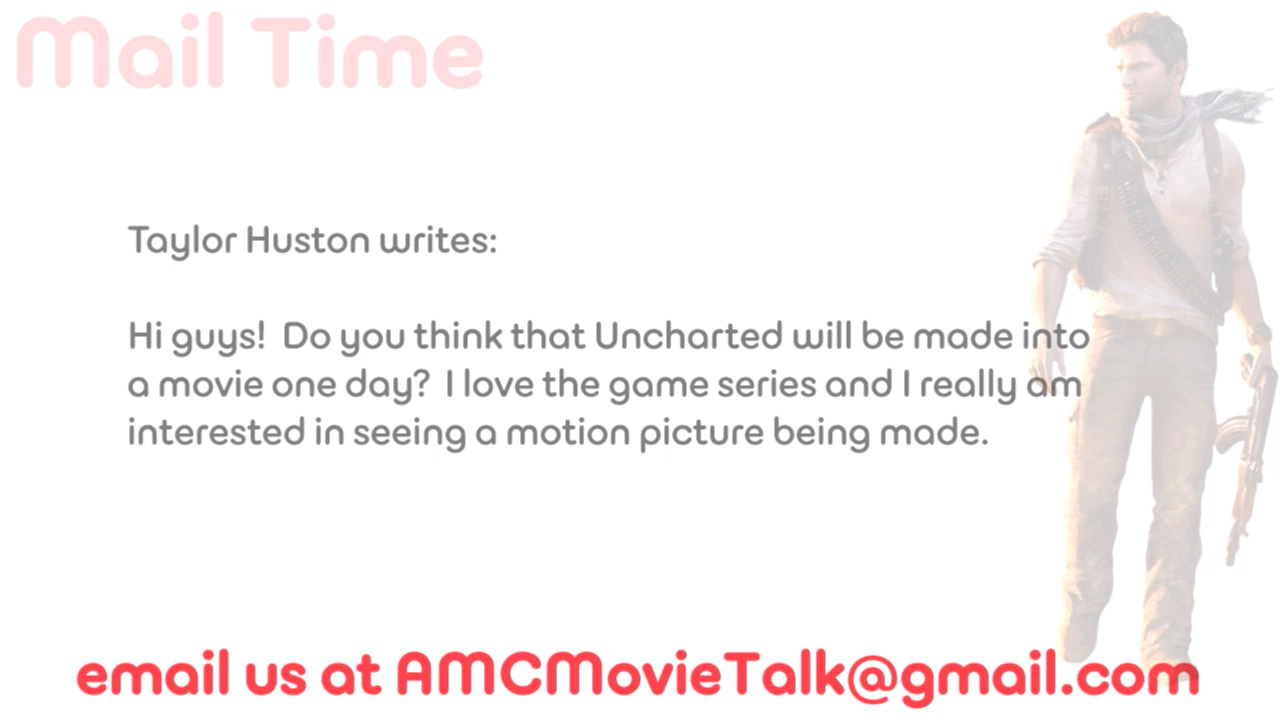 Mail Time
Taylor Huston writes:
Hi guys!  Do you think that Uncharted will be made into
a movie one day?  I love the game series and I really am
interested in seeing a motion picture being made.
email us at AMCMovieTalk@gmail.com